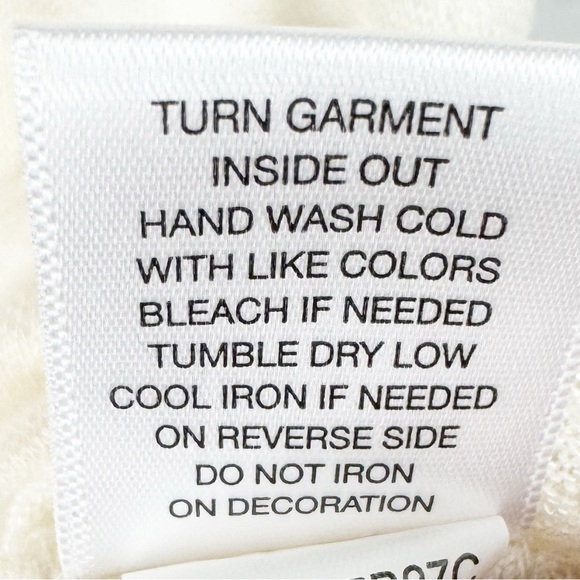 TURN GARMENT
INSIDE OUT
HAND WASH COLD
WITH LIKE COLORS
BLEACH IF NEEDED
TUMBLE DRY LOW
COOL IRON IF NEEDED
ON REVERSE SIDE
DO NOT IRON
ON DECORATION